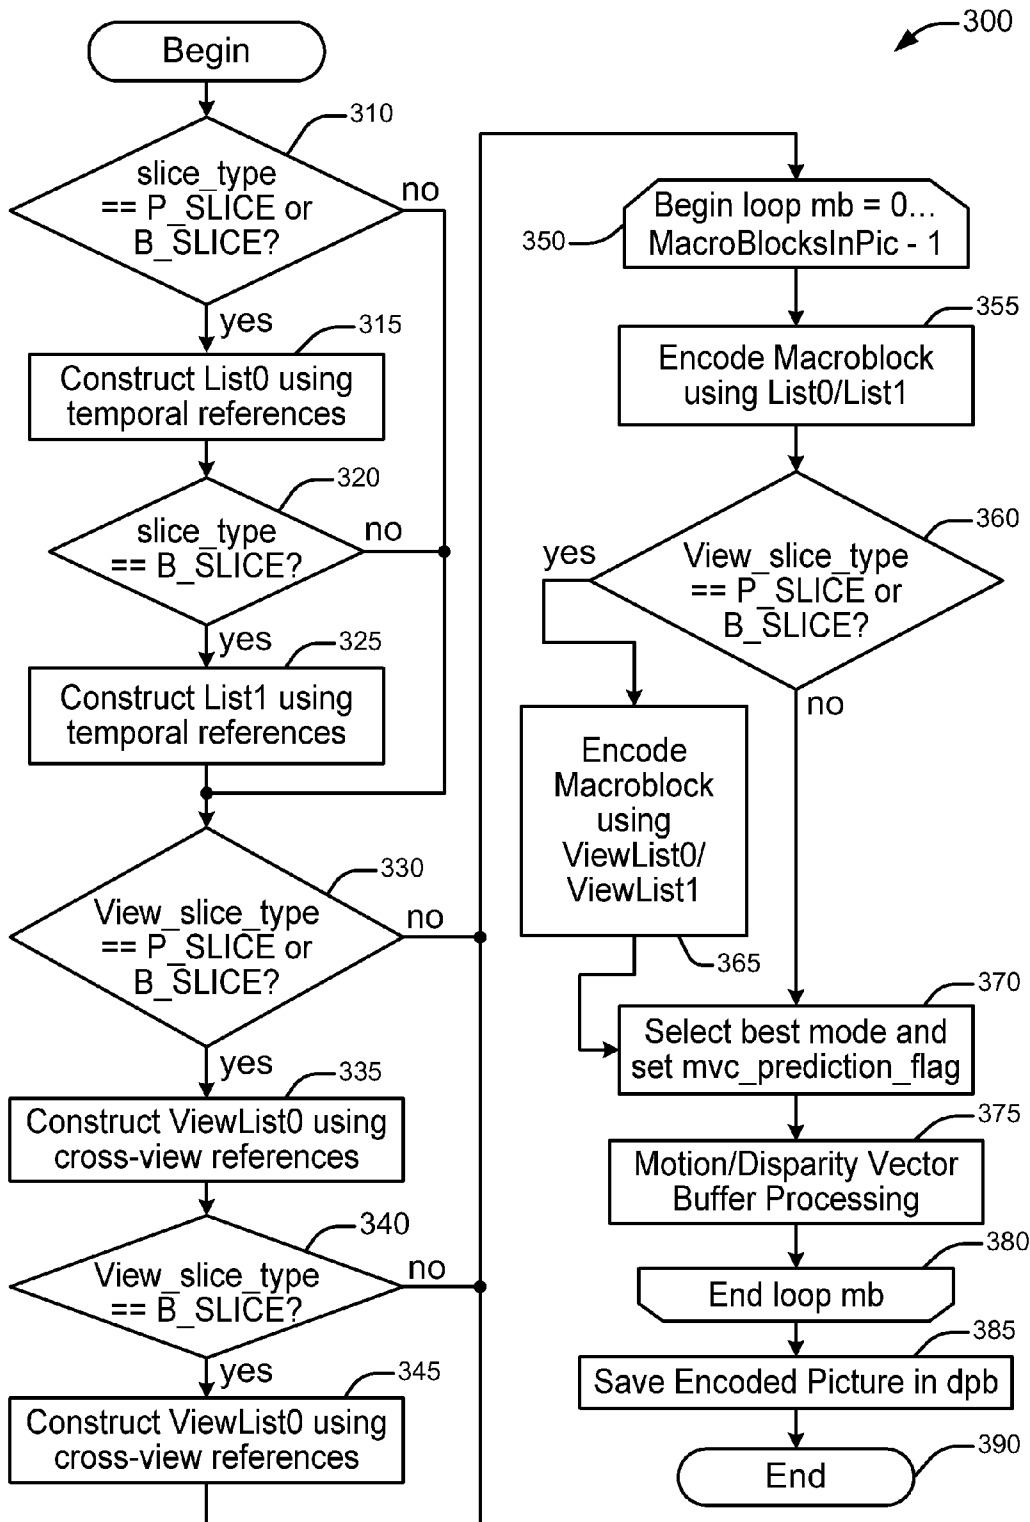 300
Begin
310
slice_type
== P_SLICE or
B_SLICE?
no
yes
315
Construct List0 using
temporal references
320
slice_type
== B_SLICE?
no
yes
325
Construct List1 using
temporal references
330
View_slice_type
== P_SLICE or
B_SLICE?
no
yes
335
Construct ViewList0 using
cross-view references
340
View_slice_type
== B_SLICE?
no
yes
345
Construct ViewList0 using
cross-view references
Begin loop mb = 0...
MacroBlocksInPic - 1
350
355
Encode Macroblock
using List0/List1
360
View_slice_type
== P_SLICE or
B_SLICE?
yes
no
Encode
Macroblock
using
ViewList0/
ViewList1
365
370
Select best mode and
set mvc_prediction_flag
375
Motion/Disparity Vector
Buffer Processing
380
End loop mb
385
Save Encoded Picture in dpb
390
End